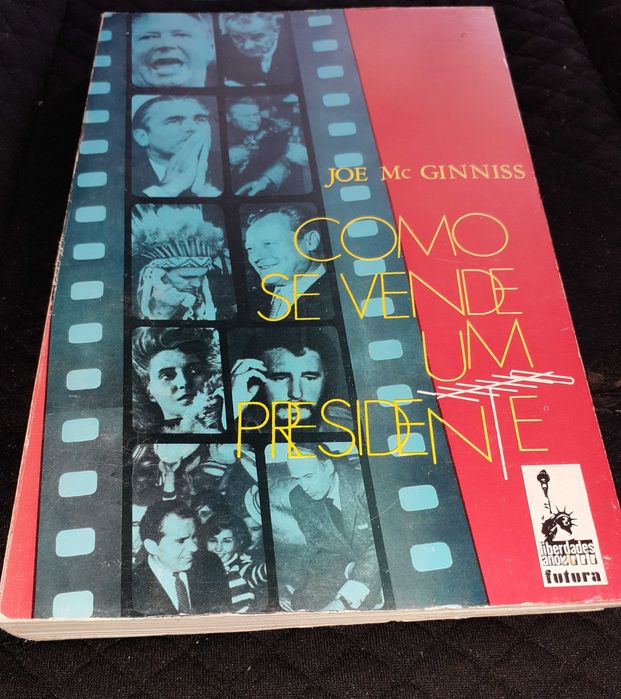 JOE Mc GINNISS
COMO
SE VENDE
UM
PRESIDENTE
liberdades
futura